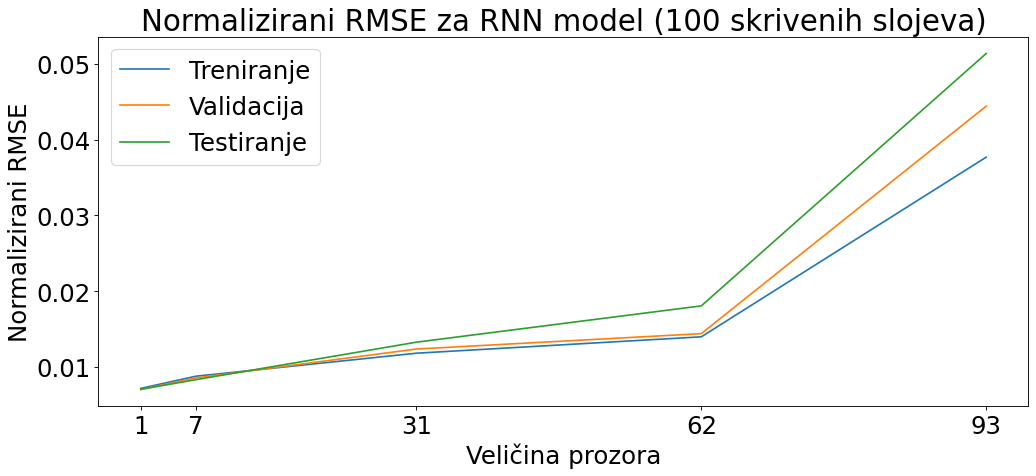 Normalizirani RMSE za RNN model (100 skrivenih slojeva)
Treniranje
Validacija
Testiranje
Normalizirani RMSE
0.05
0.04
0.03
0.02
0.01
1 7 31 62 93
Veličina prozora